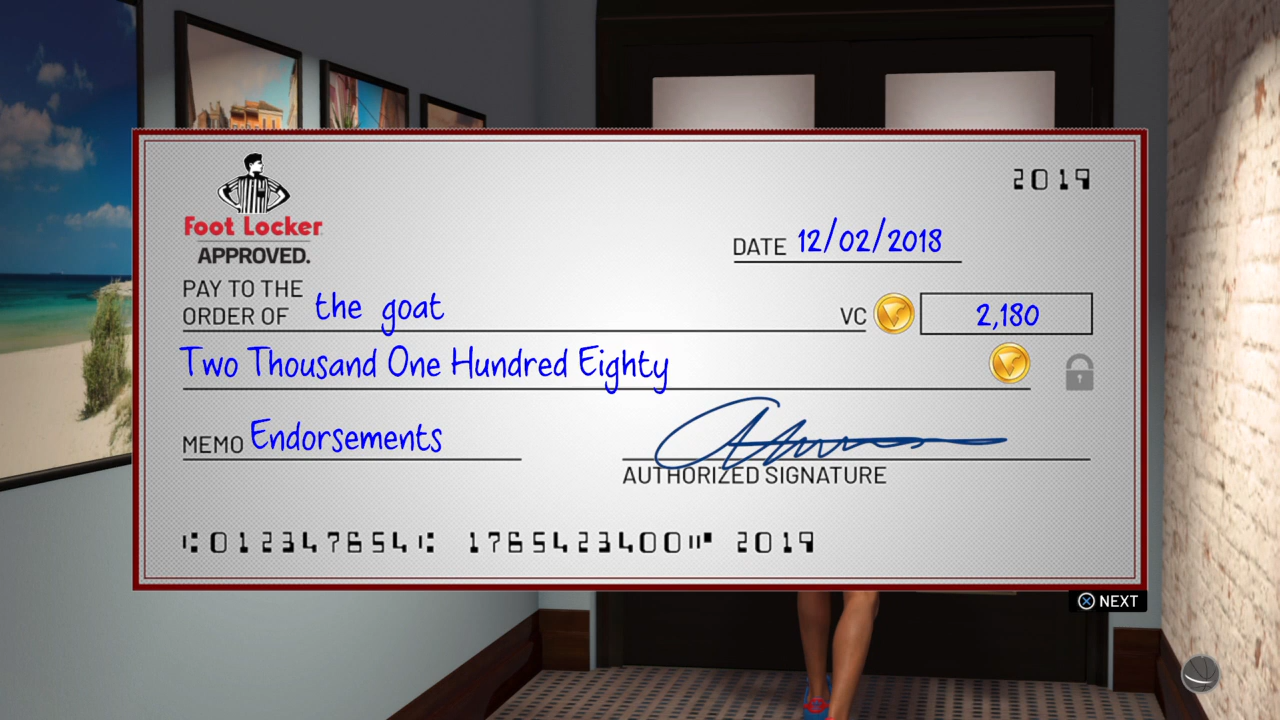 2019
Foot Locker
APPROVED.
DATE 12/02/2018
PAY TO THE
ORDER OF the goat
VC 2,180
Two Thousand One Hundred Eighty
MEMO Endorsements
AUTHORIZED SIGNATURE
⑆012347654⑆ 1765423400⑈ 2019
NEXT